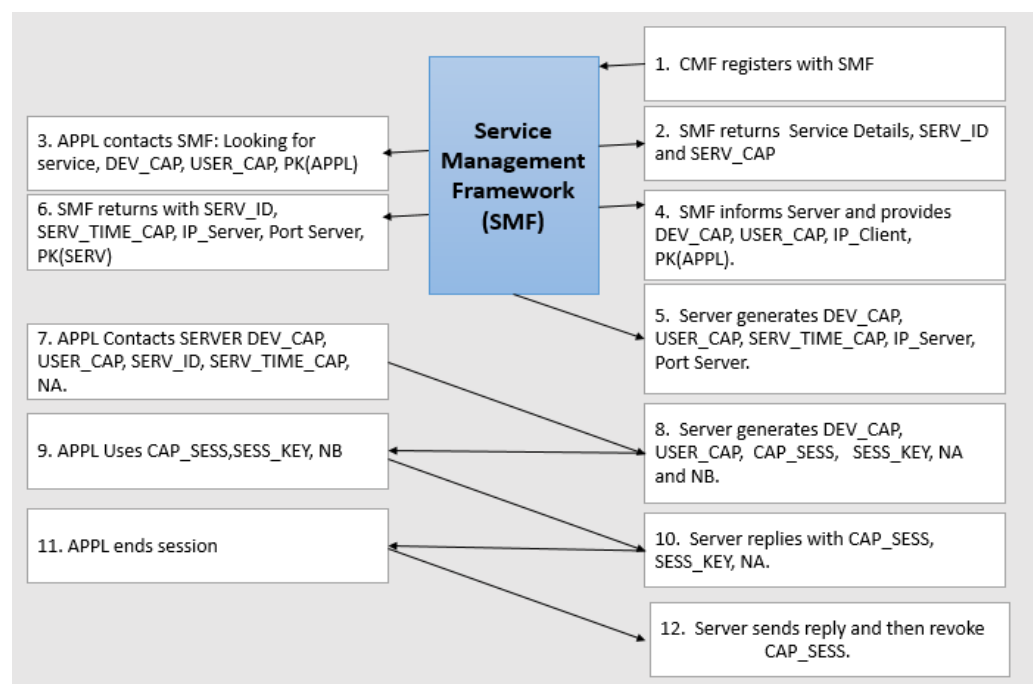 1. CMF registers with SMF
Service
Management
Framework
(SMF)
2. SMF returns Service Details, SERV_ID
and SERV_CAP
3. APPL contacts SMF: Looking for
service, DEV_CAP, USER_CAP, PK(APPL)
4. SMF informs Server and provides
DEV_CAP, USER_CAP, IP_Client,
PK(APPL).
6. SMF returns with SERV_ID,
SERV_TIME_CAP, IP_Server, Port Server,
PK(SERV)
5. Server generates DEV_CAP,
USER_CAP, SERV_TIME_CAP, IP_Server,
Port Server.
7. APPL Contacts SERVER DEV_CAP,
USER_CAP, SERV_ID, SERV_TIME_CAP,
NA.
8. Server generates DEV_CAP,
USER_CAP, CAP_SESS, SESS_KEY, NA
and NB.
9. APPL Uses CAP_SESS,SESS_KEY, NB
10. Server replies with CAP_SESS,
SESS_KEY, NA.
11. APPL ends session
12. Server sends reply and then revoke
CAP_SESS.